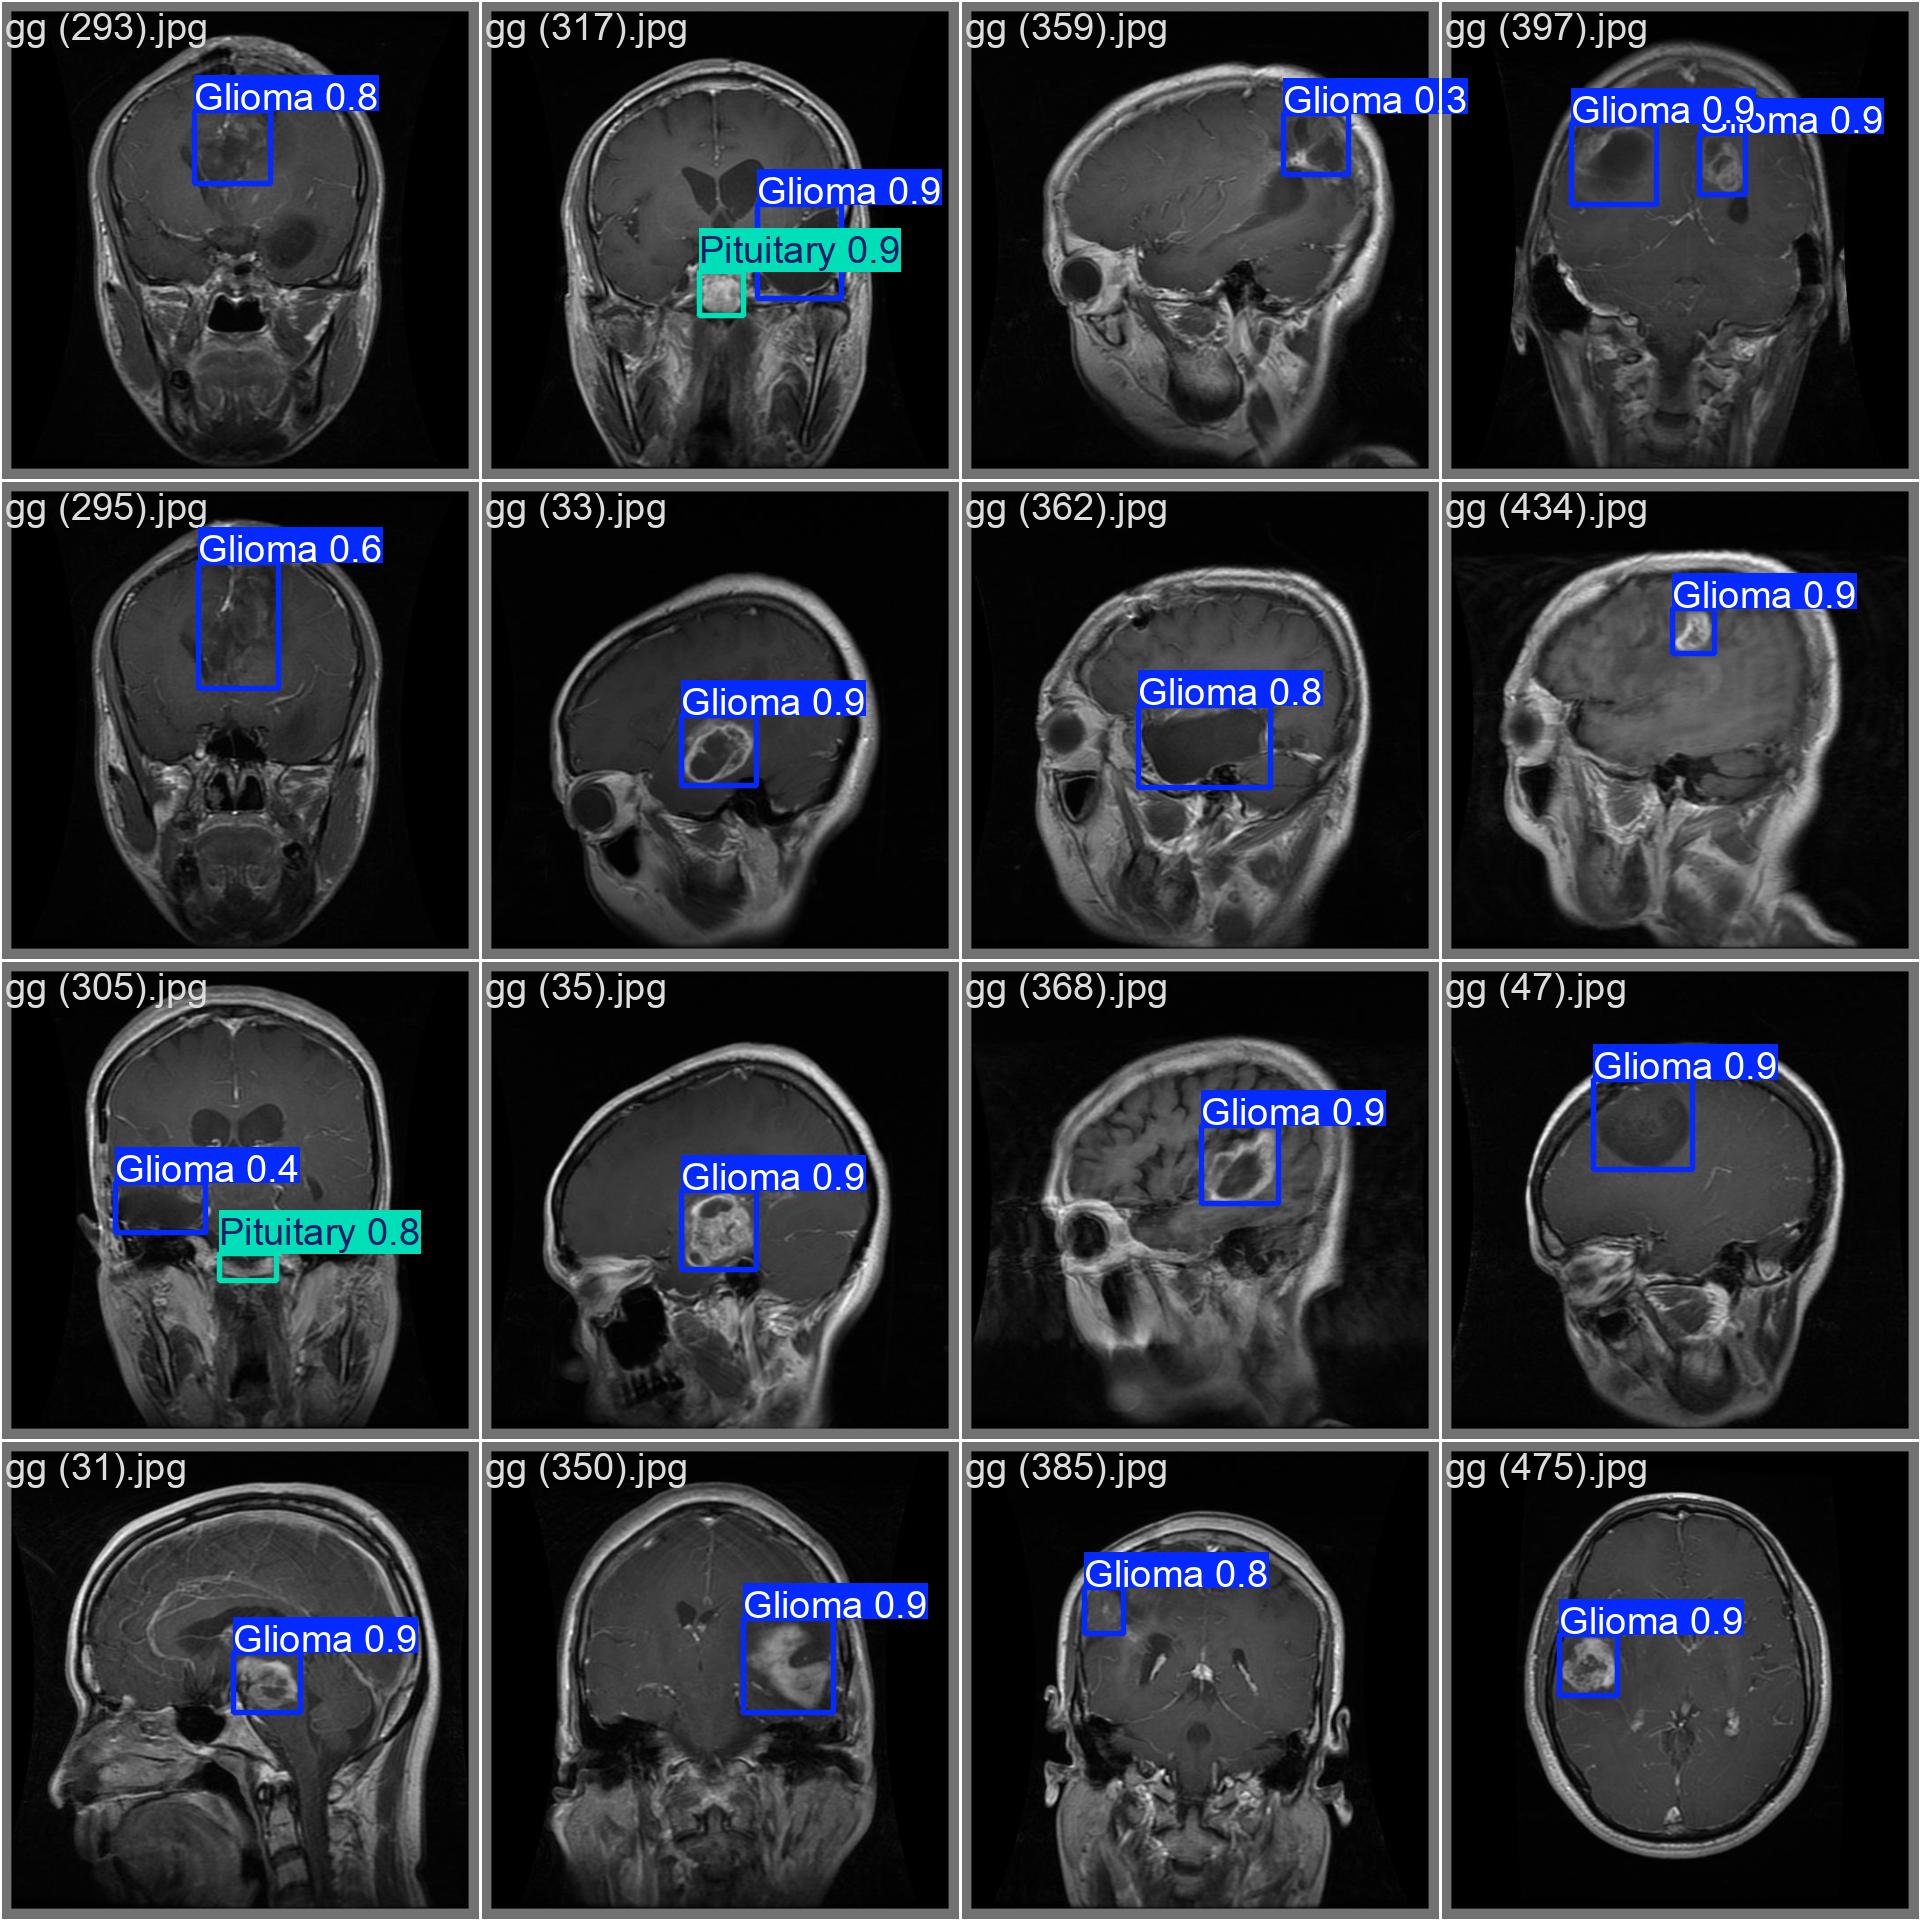 gg (293).jpg
Glioma 0.8
gg (317).jpg
Glioma 0.9
Pituitary 0.9
gg (359).jpg
Glioma 0.3
gg (397).jpg
Glioma 0.9
Glioma 0.9
gg (295).jpg
Glioma 0.6
gg (33).jpg
Glioma 0.9
gg (362).jpg
Glioma 0.8
gg (434).jpg
Glioma 0.9
gg (305).jpg
Glioma 0.4
Pituitary 0.8
gg (35).jpg
Glioma 0.9
gg (368).jpg
Glioma 0.9
gg (47).jpg
Glioma 0.9
gg (31).jpg
Glioma 0.9
gg (350).jpg
Glioma 0.9
gg (385).jpg
Glioma 0.8
gg (475).jpg
Glioma 0.9